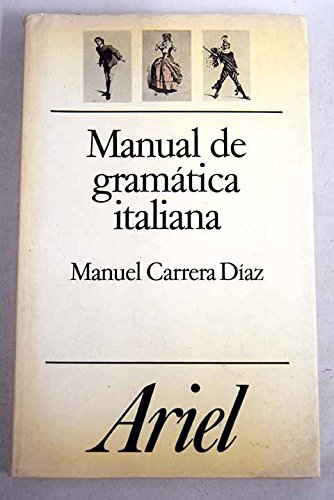 Manual de
gramática
italiana
Manuel Carrera Díaz
Ariel